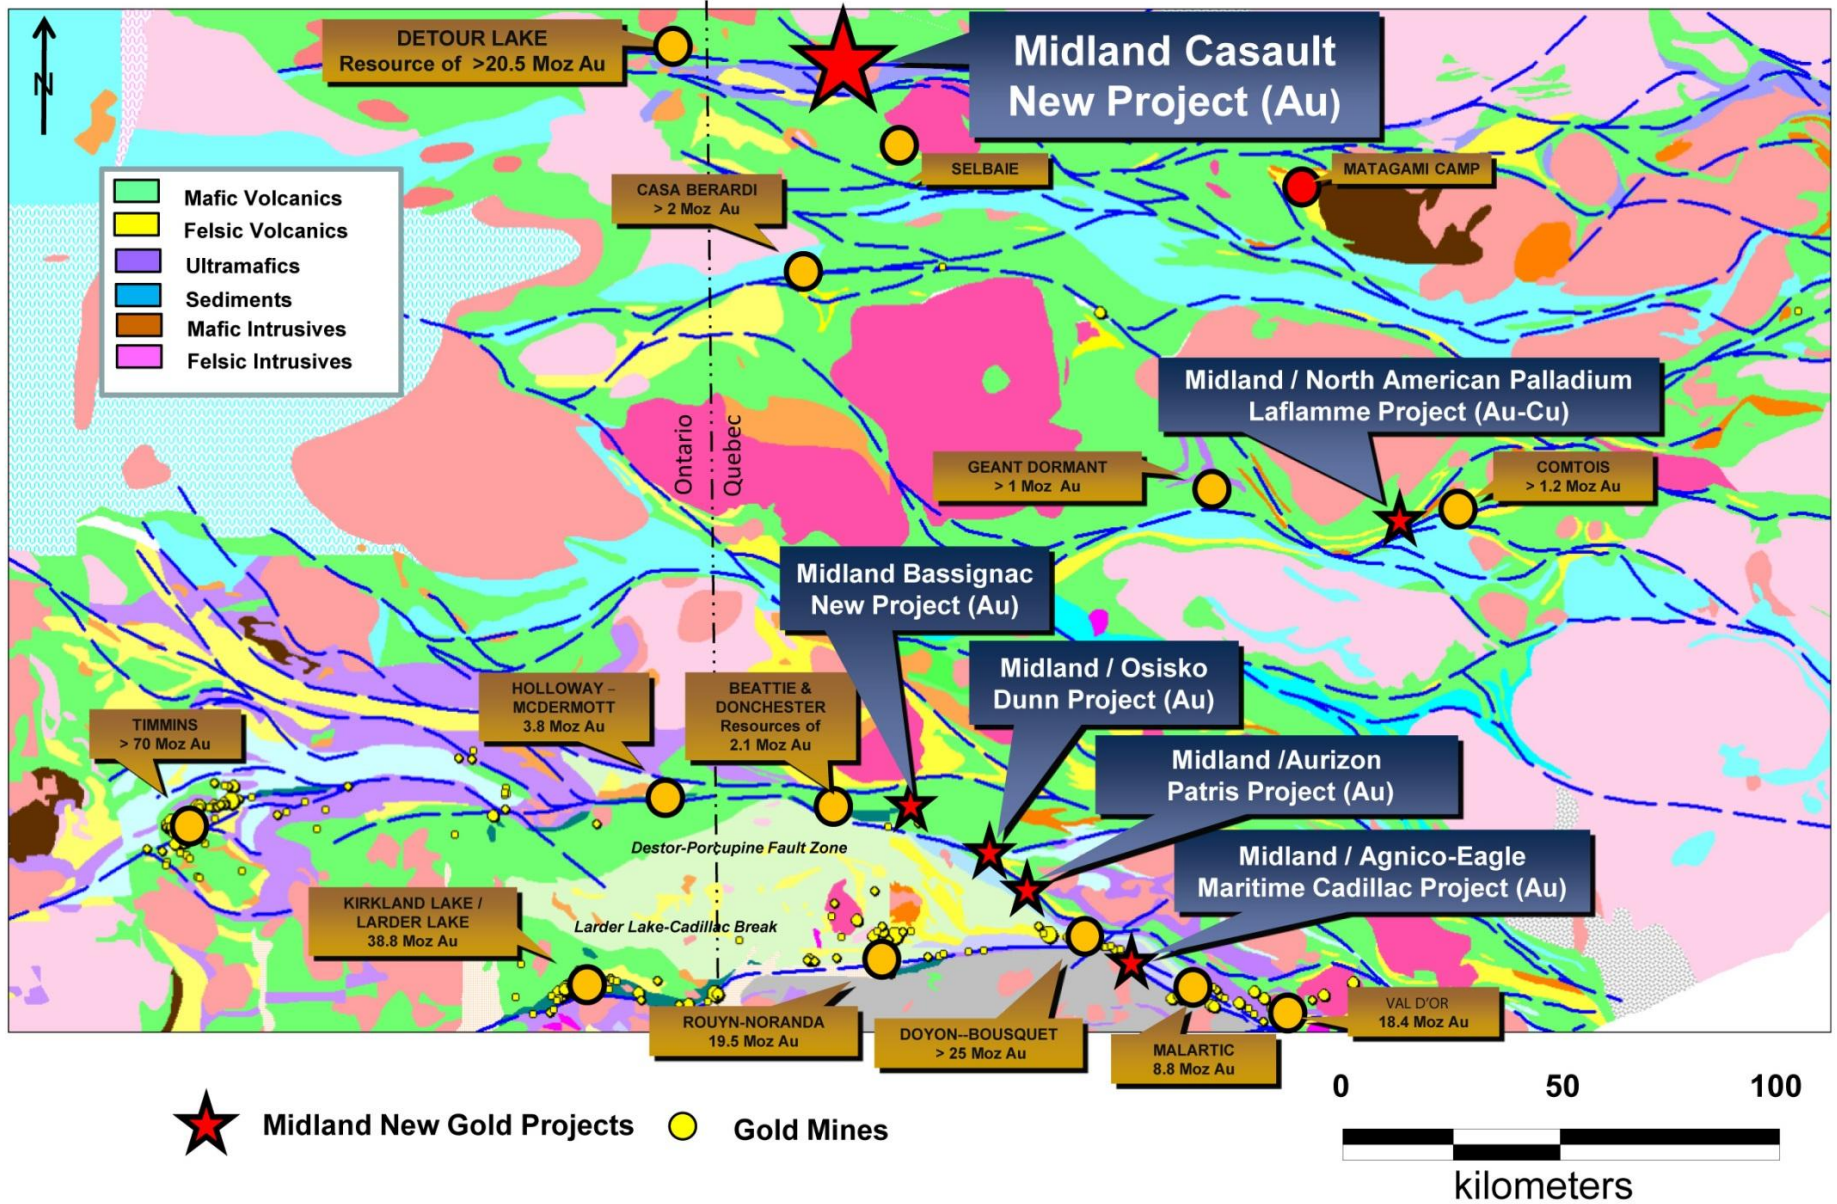 DETOUR LAKE
Resource of >20.5 Moz Au
Midland Casault
New Project (Au)
N
SELBAIE
MATAGAMI CAMP
CASA BERARDI
> 2 Moz Au
Mafic Volcanics
Felsic Volcanics
Ultramafics
Sediments
Mafic Intrusives
Felsic Intrusives
Midland / North American Palladium
Laflamme Project (Au-Cu)
Ontario
Quebec
GEANT DORMANT
> 1 Moz Au
COMTOIS
> 1.2 Moz Au
Midland Bassignac
New Project (Au)
Midland / Osisko
Dunn Project (Au)
HOLLOWAY –
MCDERMOTT
3.8 Moz Au
BEATTIE &
DONCHESTER
Resources of
2.1 Moz Au
TIMMINS
> 70 Moz Au
Midland /Aurizon
Patris Project (Au)
Destor-Porcupine Fault Zone
Midland / Agnico-Eagle
Maritime Cadillac Project (Au)
KIRKLAND LAKE /
LARDER LAKE
38.8 Moz Au
Larder Lake-Cadillac Break
ROUYN-NORANDA
19.5 Moz Au
DOYON--BOUSQUET
> 25 Moz Au
MALARTIC
8.8 Moz Au
VAL D'OR
18.4 Moz Au
0 50 100
kilometers
Midland New Gold Projects
Gold Mines